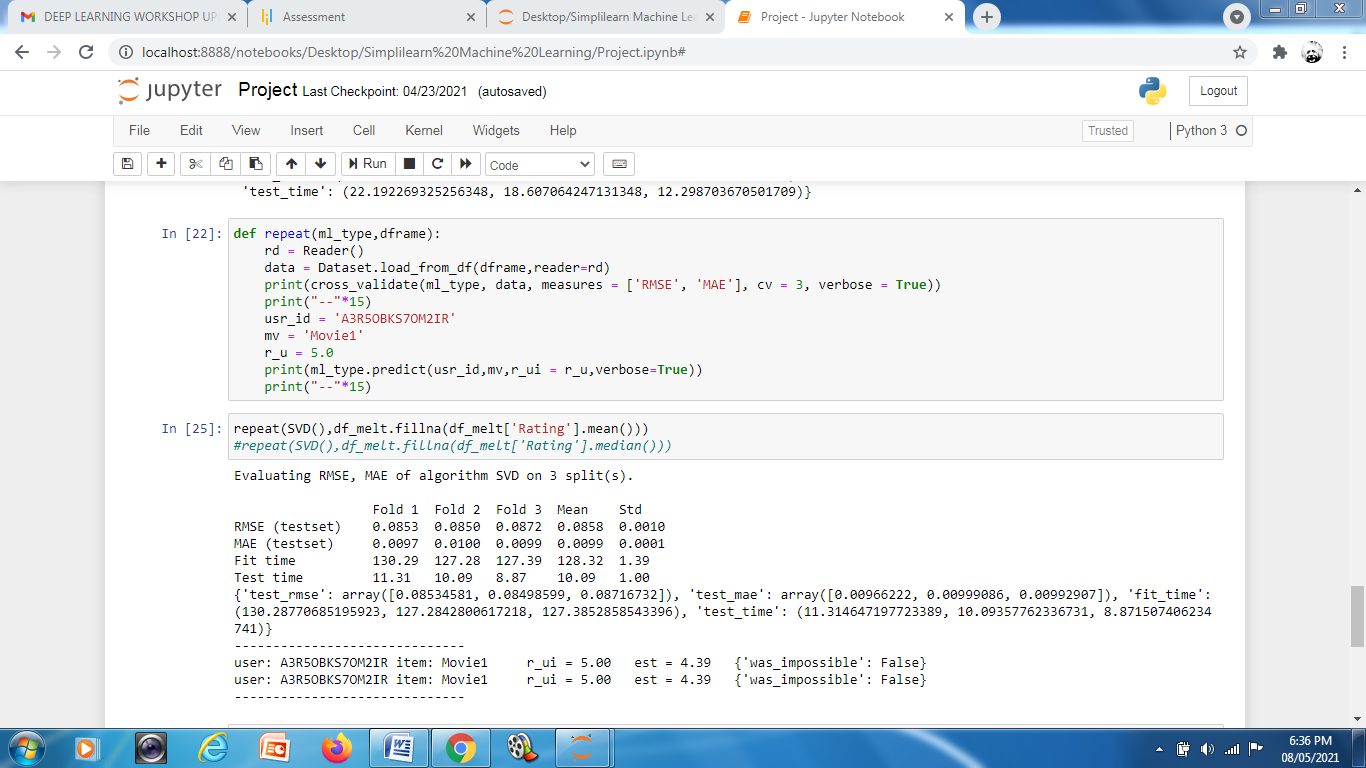 DEEP LEARNING WORKSHOP UP
Assessment
Desktop/Simplilearn Machine Le
Project - Jupyter Notebook
localhost:8888/notebooks/Desktop/Simplilearn%20Machine%20Learning/Project.ipynb#
jupyter Project Last Checkpoint: 04/23/2021 (autosaved)
Logout
File Edit View Insert Cell Kernel Widgets Help Trusted Python 3
Run Code
'test_time': (22.192269325256348, 18.607064247131348, 12.298703670501709)}
In [22]: def repeat(ml_type,dframe):
    rd = Reader()
    data = Dataset.load_from_df(dframe,reader=rd)
    print(cross_validate(ml_type, data, measures = ['RMSE', 'MAE'], cv = 3, verbose = True))
    print("--"*15)
    usr_id = 'A3R5OBKS7OM2IR'
    mv = 'Movie1'
    r_u = 5.0
    print(ml_type.predict(usr_id,mv,r_ui = r_u,verbose=True))
    print("--"*15)
In [25]: repeat(SVD(),df_melt.fillna(df_melt['Rating'].mean()))
#repeat(SVD(),df_melt.fillna(df_melt['Rating'].median()))
Evaluating RMSE, MAE of algorithm SVD on 3 split(s).
Fold 1 Fold 2 Fold 3 Mean Std
RMSE (testset) 0.0853 0.0850 0.0872 0.0858 0.0010
MAE (testset) 0.0097 0.0100 0.0099 0.0099 0.0001
Fit time 130.29 127.28 127.39 128.32 1.39
Test time 11.31 10.09 8.87 10.09 1.00
{'test_rmse': array([0.08534581, 0.08498599, 0.08716732]), 'test_mae': array([0.00966222, 0.00999086, 0.00992907]), 'fit_time':
(130.28770685195923, 127.2842800617218, 127.3852858543396), 'test_time': (11.314647197723389, 10.09357762336731, 8.871507406234
741)}
------------------------------
user: A3R5OBKS7OM2IR item: Movie1 r_ui = 5.00 est = 4.39 {'was_impossible': False}
user: A3R5OBKS7OM2IR item: Movie1 r_ui = 5.00 est = 4.39 {'was_impossible': False}
------------------------------
6:36 PM
08/05/2021